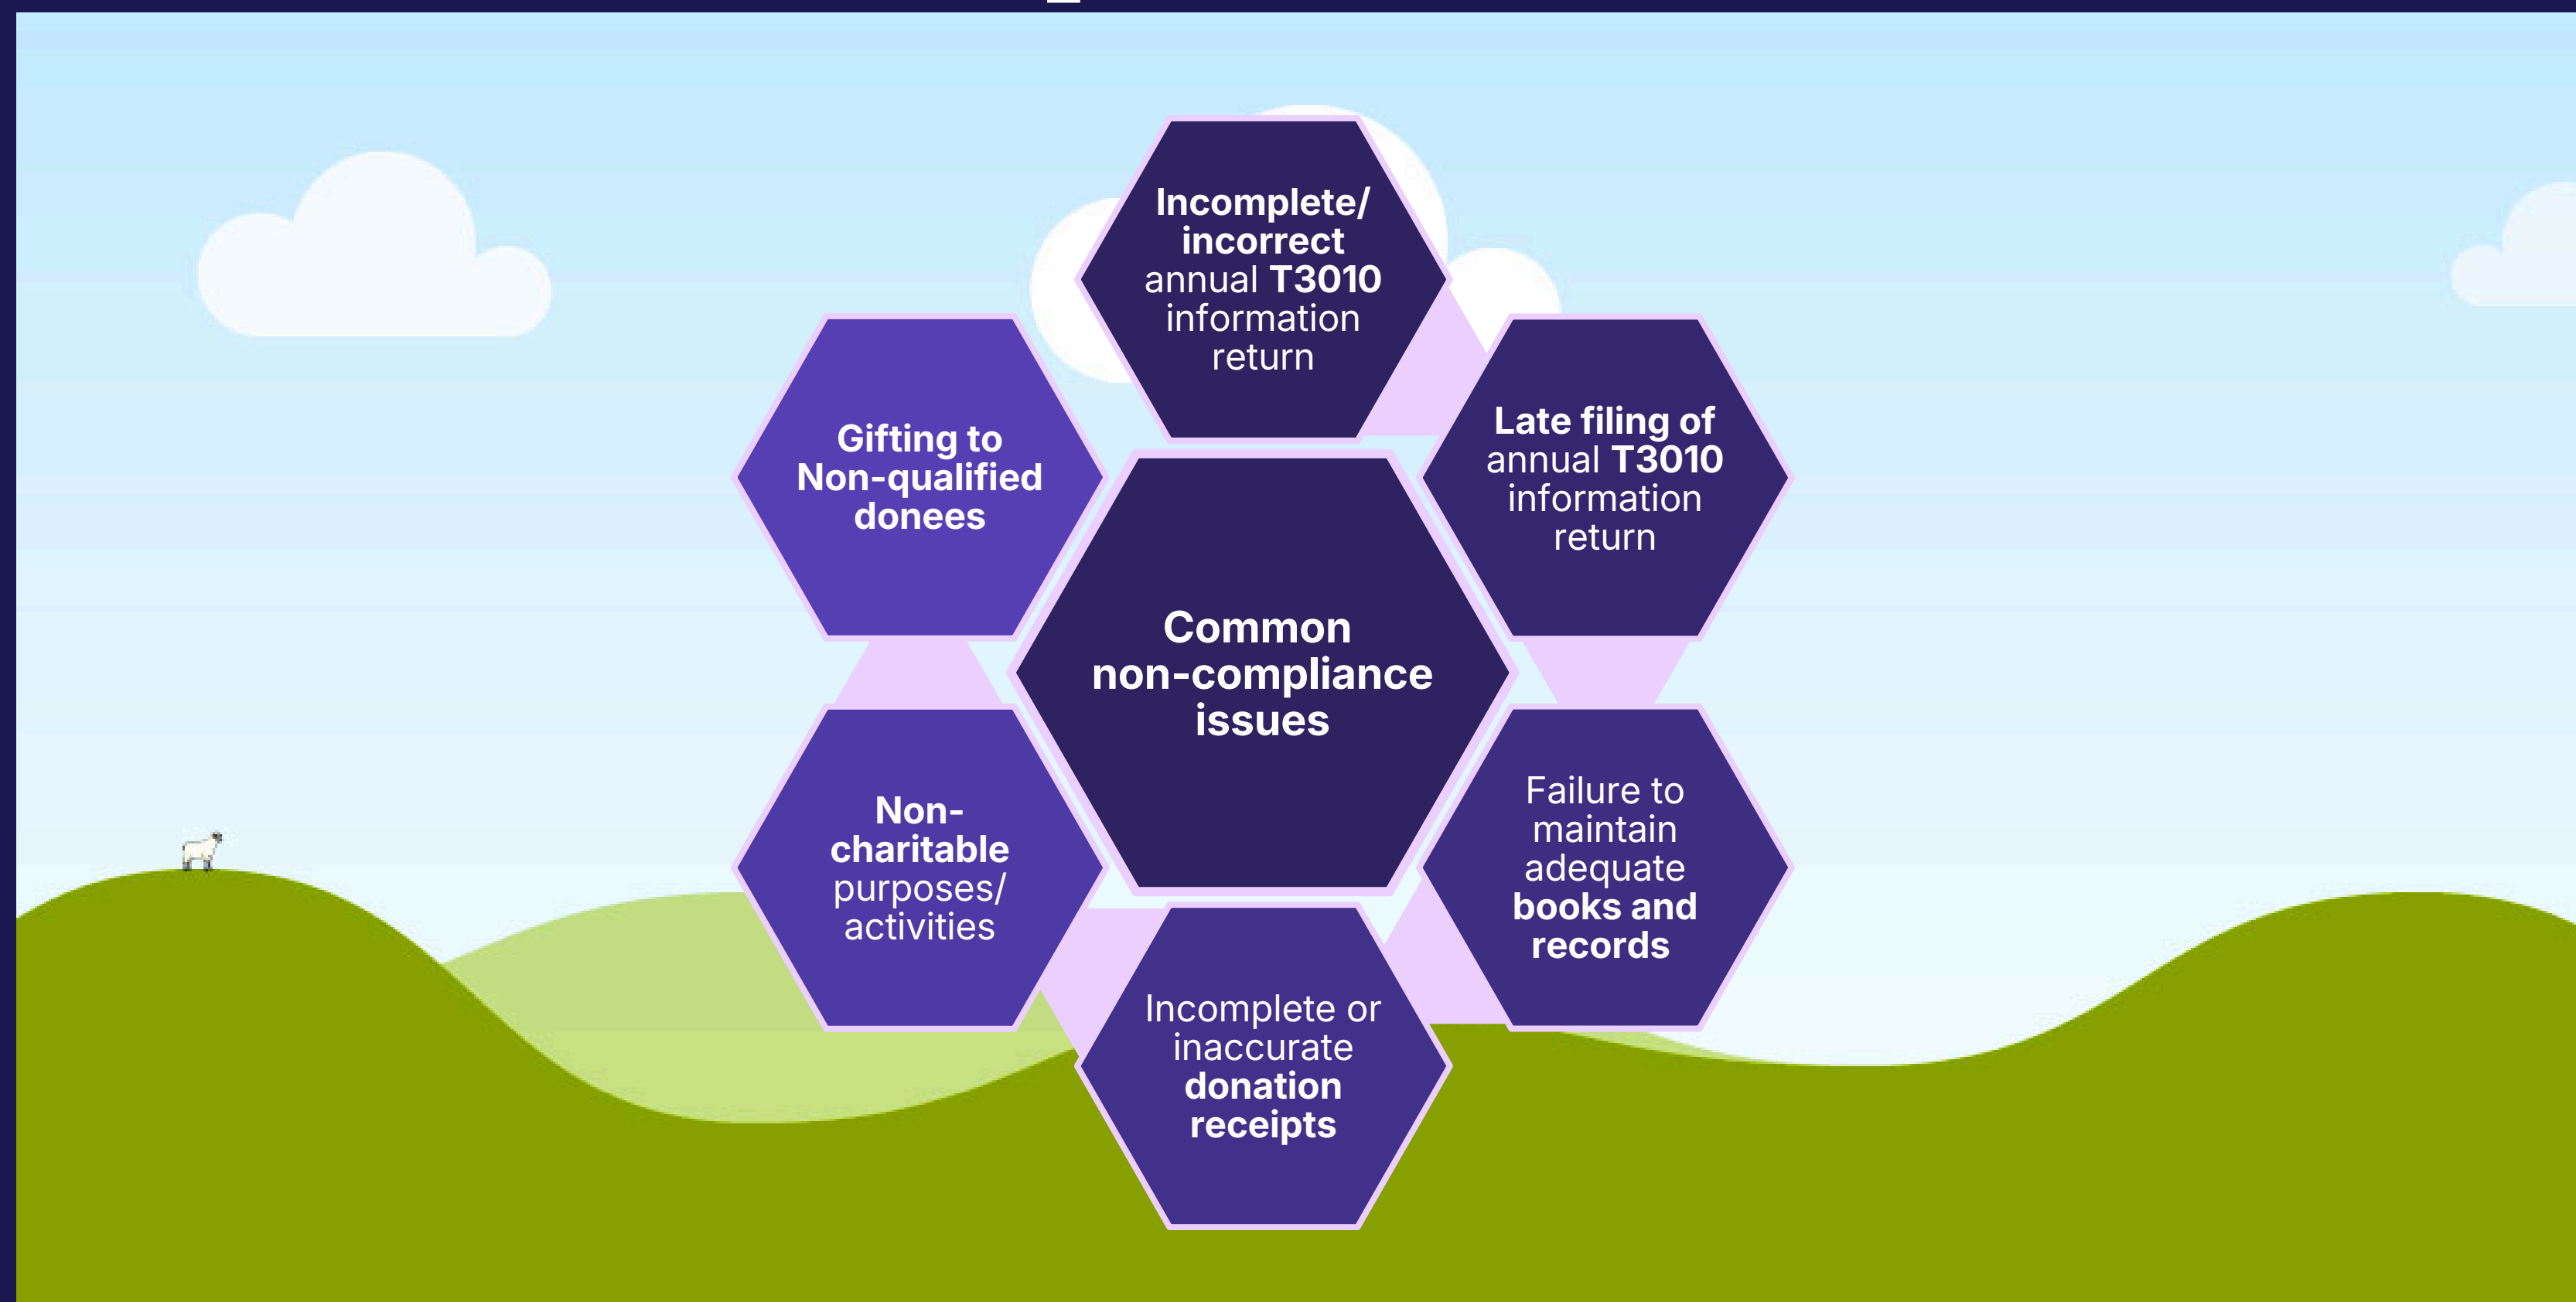 Incomplete/
incorrect
annual T3010
information
return
Late filing of
annual T3010
information
return
Failure to
maintain
adequate
books and
records
Incomplete or
inaccurate
donation
receipts
Non-
charitable
purposes/
activities
Gifting to
Non-qualified
donees
Common
non-compliance
issues